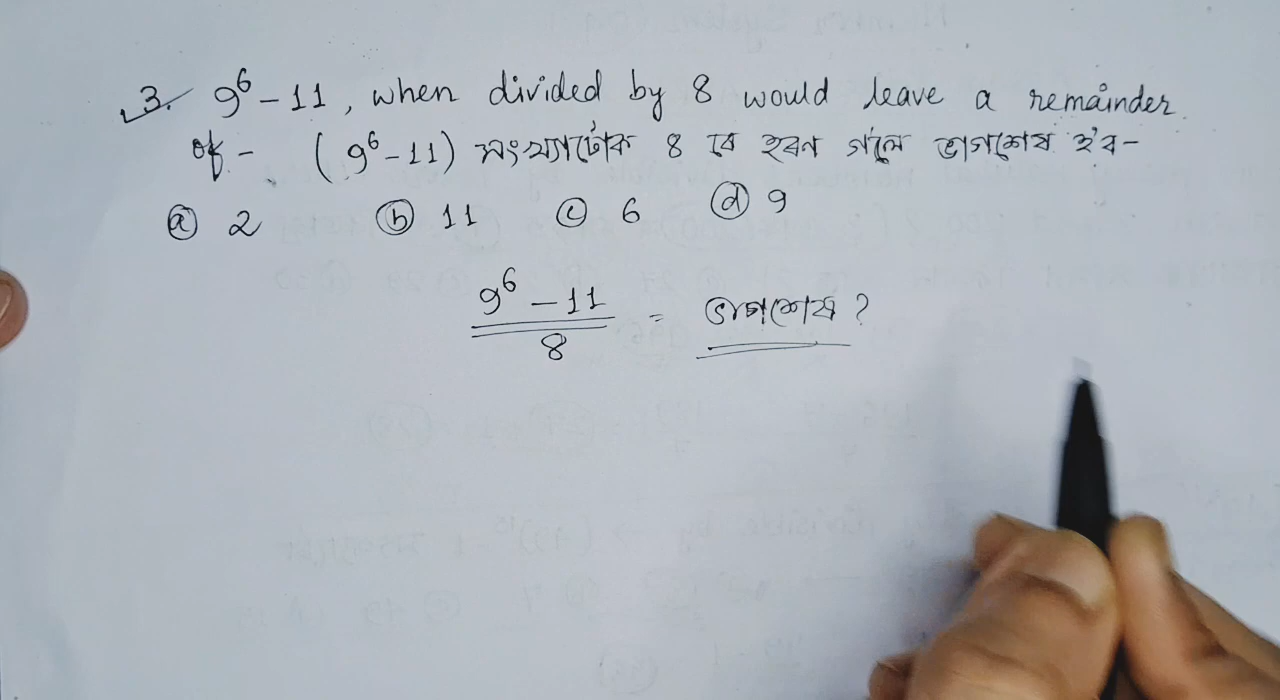 3. 9⁶ - 11, when divided by 8 would leave a remainder
of - (9⁶ - 11) সংখ্যাটোক 8 ৰে হৰণ গ'লে ভাগশেষ হ'ব-
ⓐ 2 ⓑ 11 ⓒ 6 ⓓ 9
9⁶ - 11
8
= ভাগশেষ ?